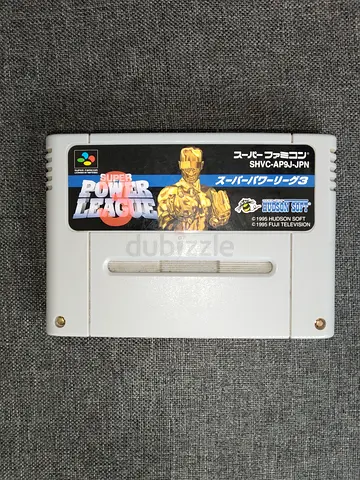 SUPER
POWER
LEAGUE
3
スーパーファミコン
SHVC-AP9J-JPN
スーパーパワーリーグ3
HUDSON SOFT
©1995 HUDSON SOFT
©1995 FUJI TELEVISION
dubizzle